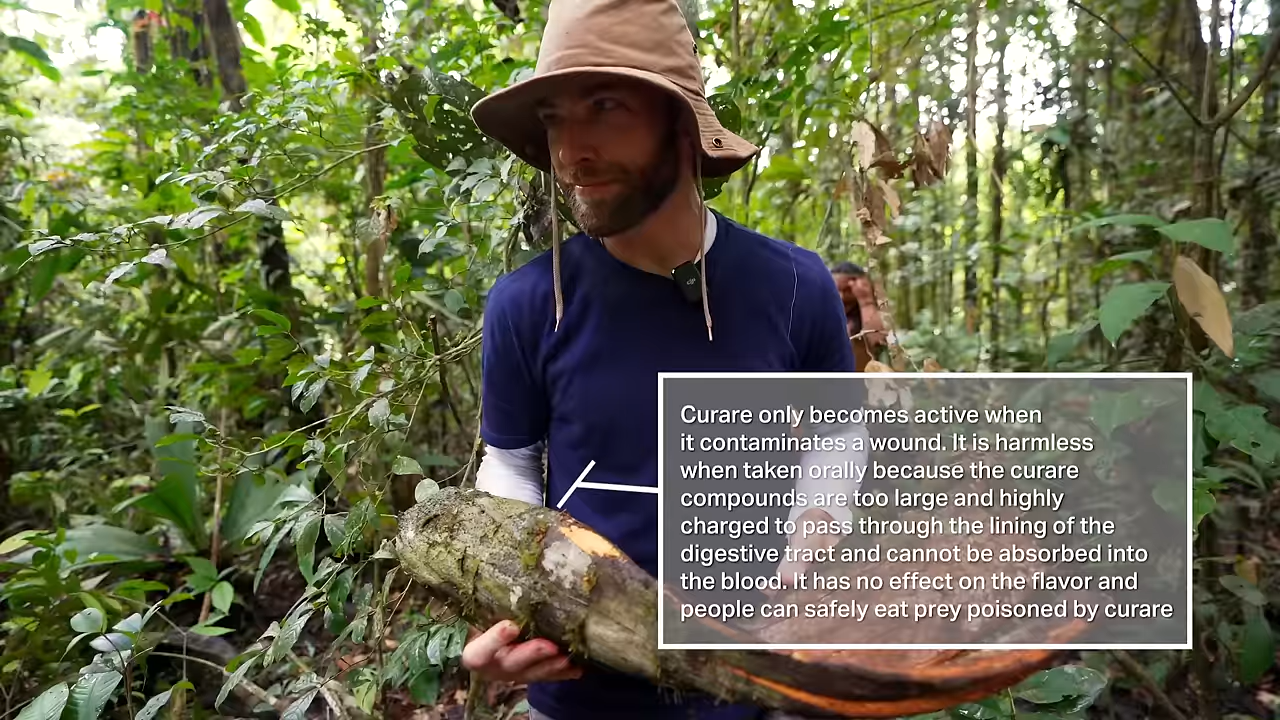 Curare only becomes active when
it contaminates a wound. It is harmless
when taken orally because the curare
compounds are too large and highly
charged to pass through the lining of the
digestive tract and cannot be absorbed into
the blood. It has no effect on the flavor and
people can safely eat prey poisoned by curare